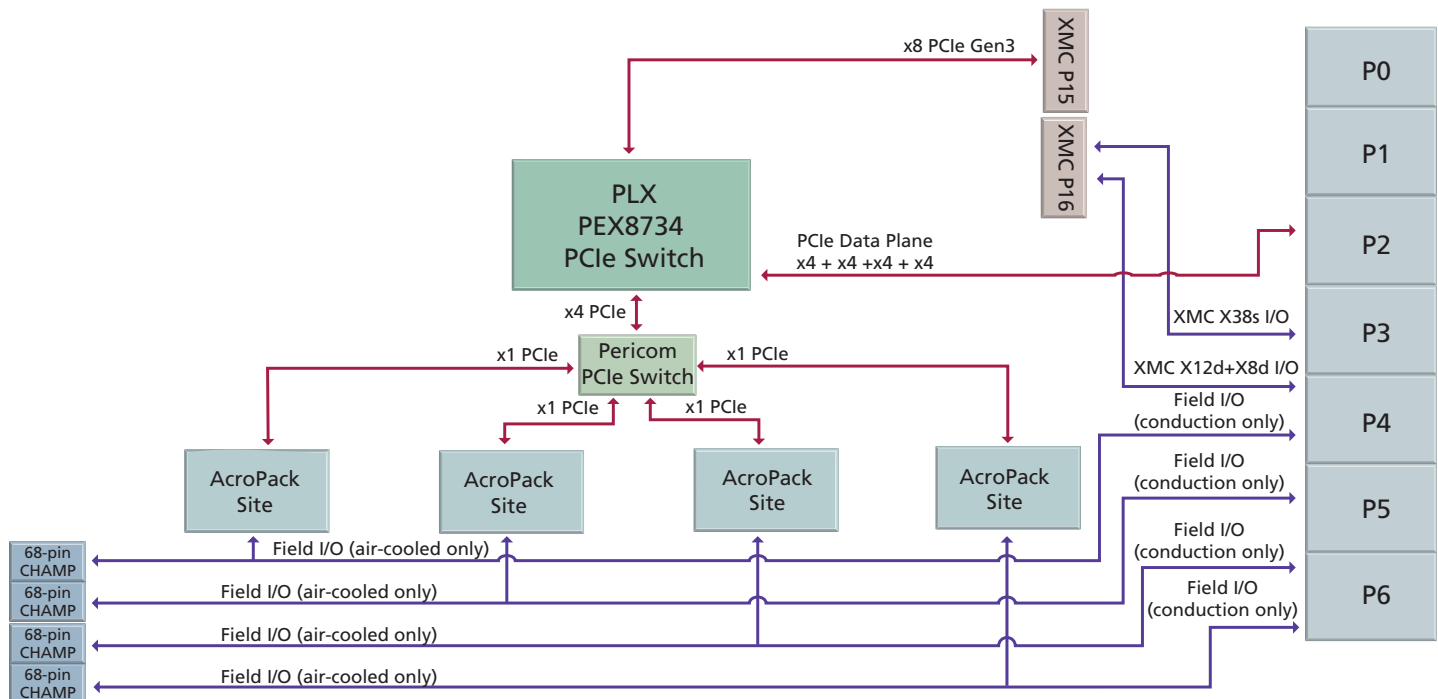 x8 PCIe Gen3
XMC P15
XMC P16
P0
P1
P2
P3
P4
P5
P6
PLX
PEX8734
PCIe Switch
PCIe Data Plane
x4 + x4 +x4 + x4
x4 PCIe
Pericom
PCIe Switch
x1 PCIe
x1 PCIe
x1 PCIe
x1 PCIe
XMC X38s I/O
XMC X12d+X8d I/O
Field I/O
(conduction only)
Field I/O
(conduction only)
Field I/O
(conduction only)
Field I/O
(conduction only)
AcroPack
Site
AcroPack
Site
AcroPack
Site
AcroPack
Site
68-pin
CHAMP
Field I/O (air-cooled only)
68-pin
CHAMP
Field I/O (air-cooled only)
68-pin
CHAMP
Field I/O (air-cooled only)
68-pin
CHAMP
Field I/O (air-cooled only)